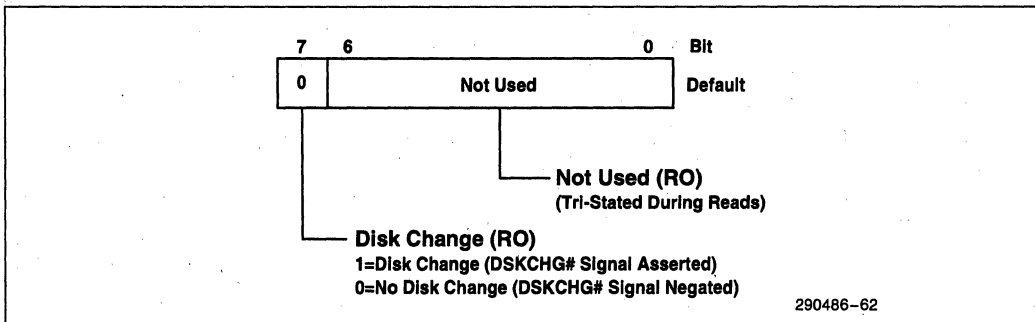 7 6 0 Bit
0 Not Used Default
Not Used (RO)
(Tri-Stated During Reads)
Disk Change (RO)
1=Disk Change (DSKCHG# Signal Asserted)
0=No Disk Change (DSKCHG# Signal Negated)
290486–62